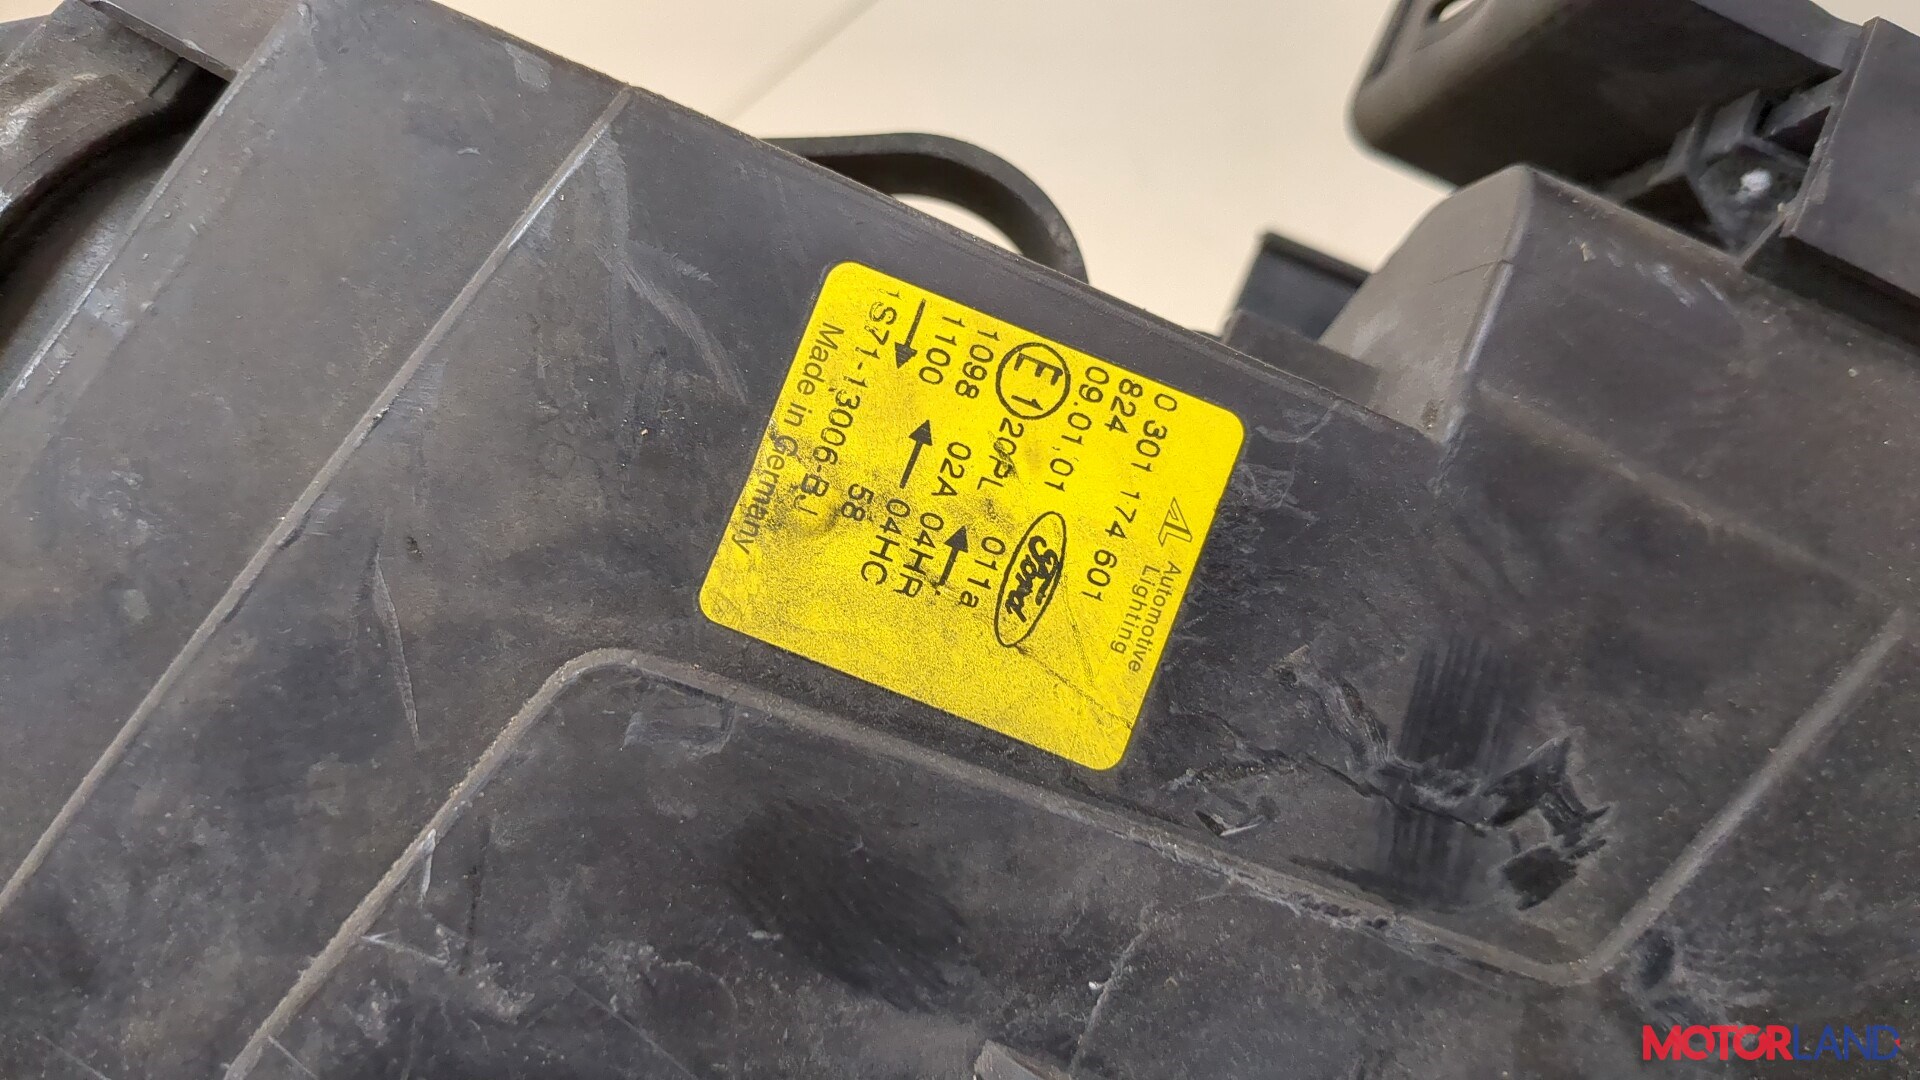 AL Automotive
Lighting
0 301 174 601
824
09.01.01 Ford
E1 20PL 011a
1098 02A 04HR
1100 04HC
58
1S71-13006-BJ
Made in Germany
MOTORLAND